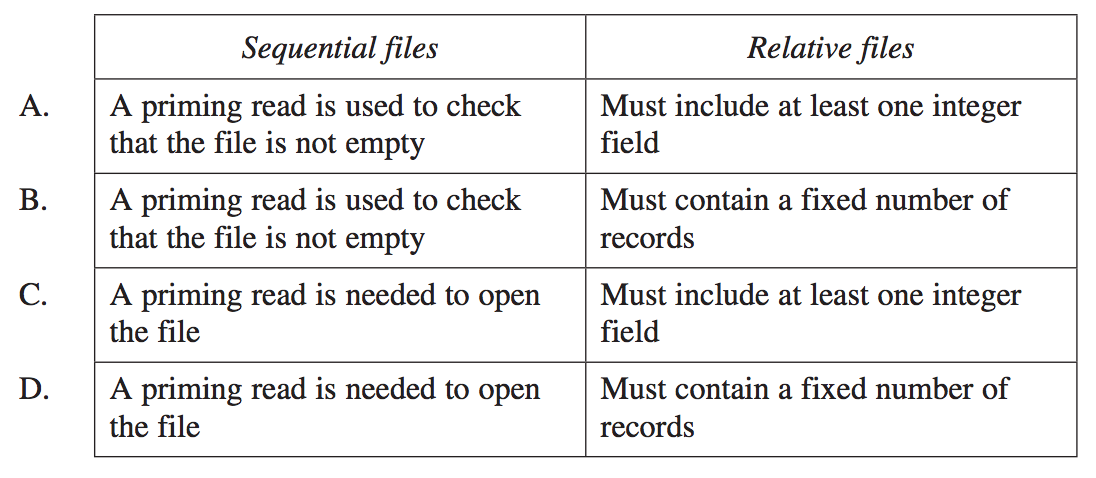 Sequential files
Relative files
A.
A priming read is used to check
that the file is not empty
Must include at least one integer
field
B.
A priming read is used to check
that the file is not empty
Must contain a fixed number of
records
C.
A priming read is needed to open
the file
Must include at least one integer
field
D.
A priming read is needed to open
the file
Must contain a fixed number of
records